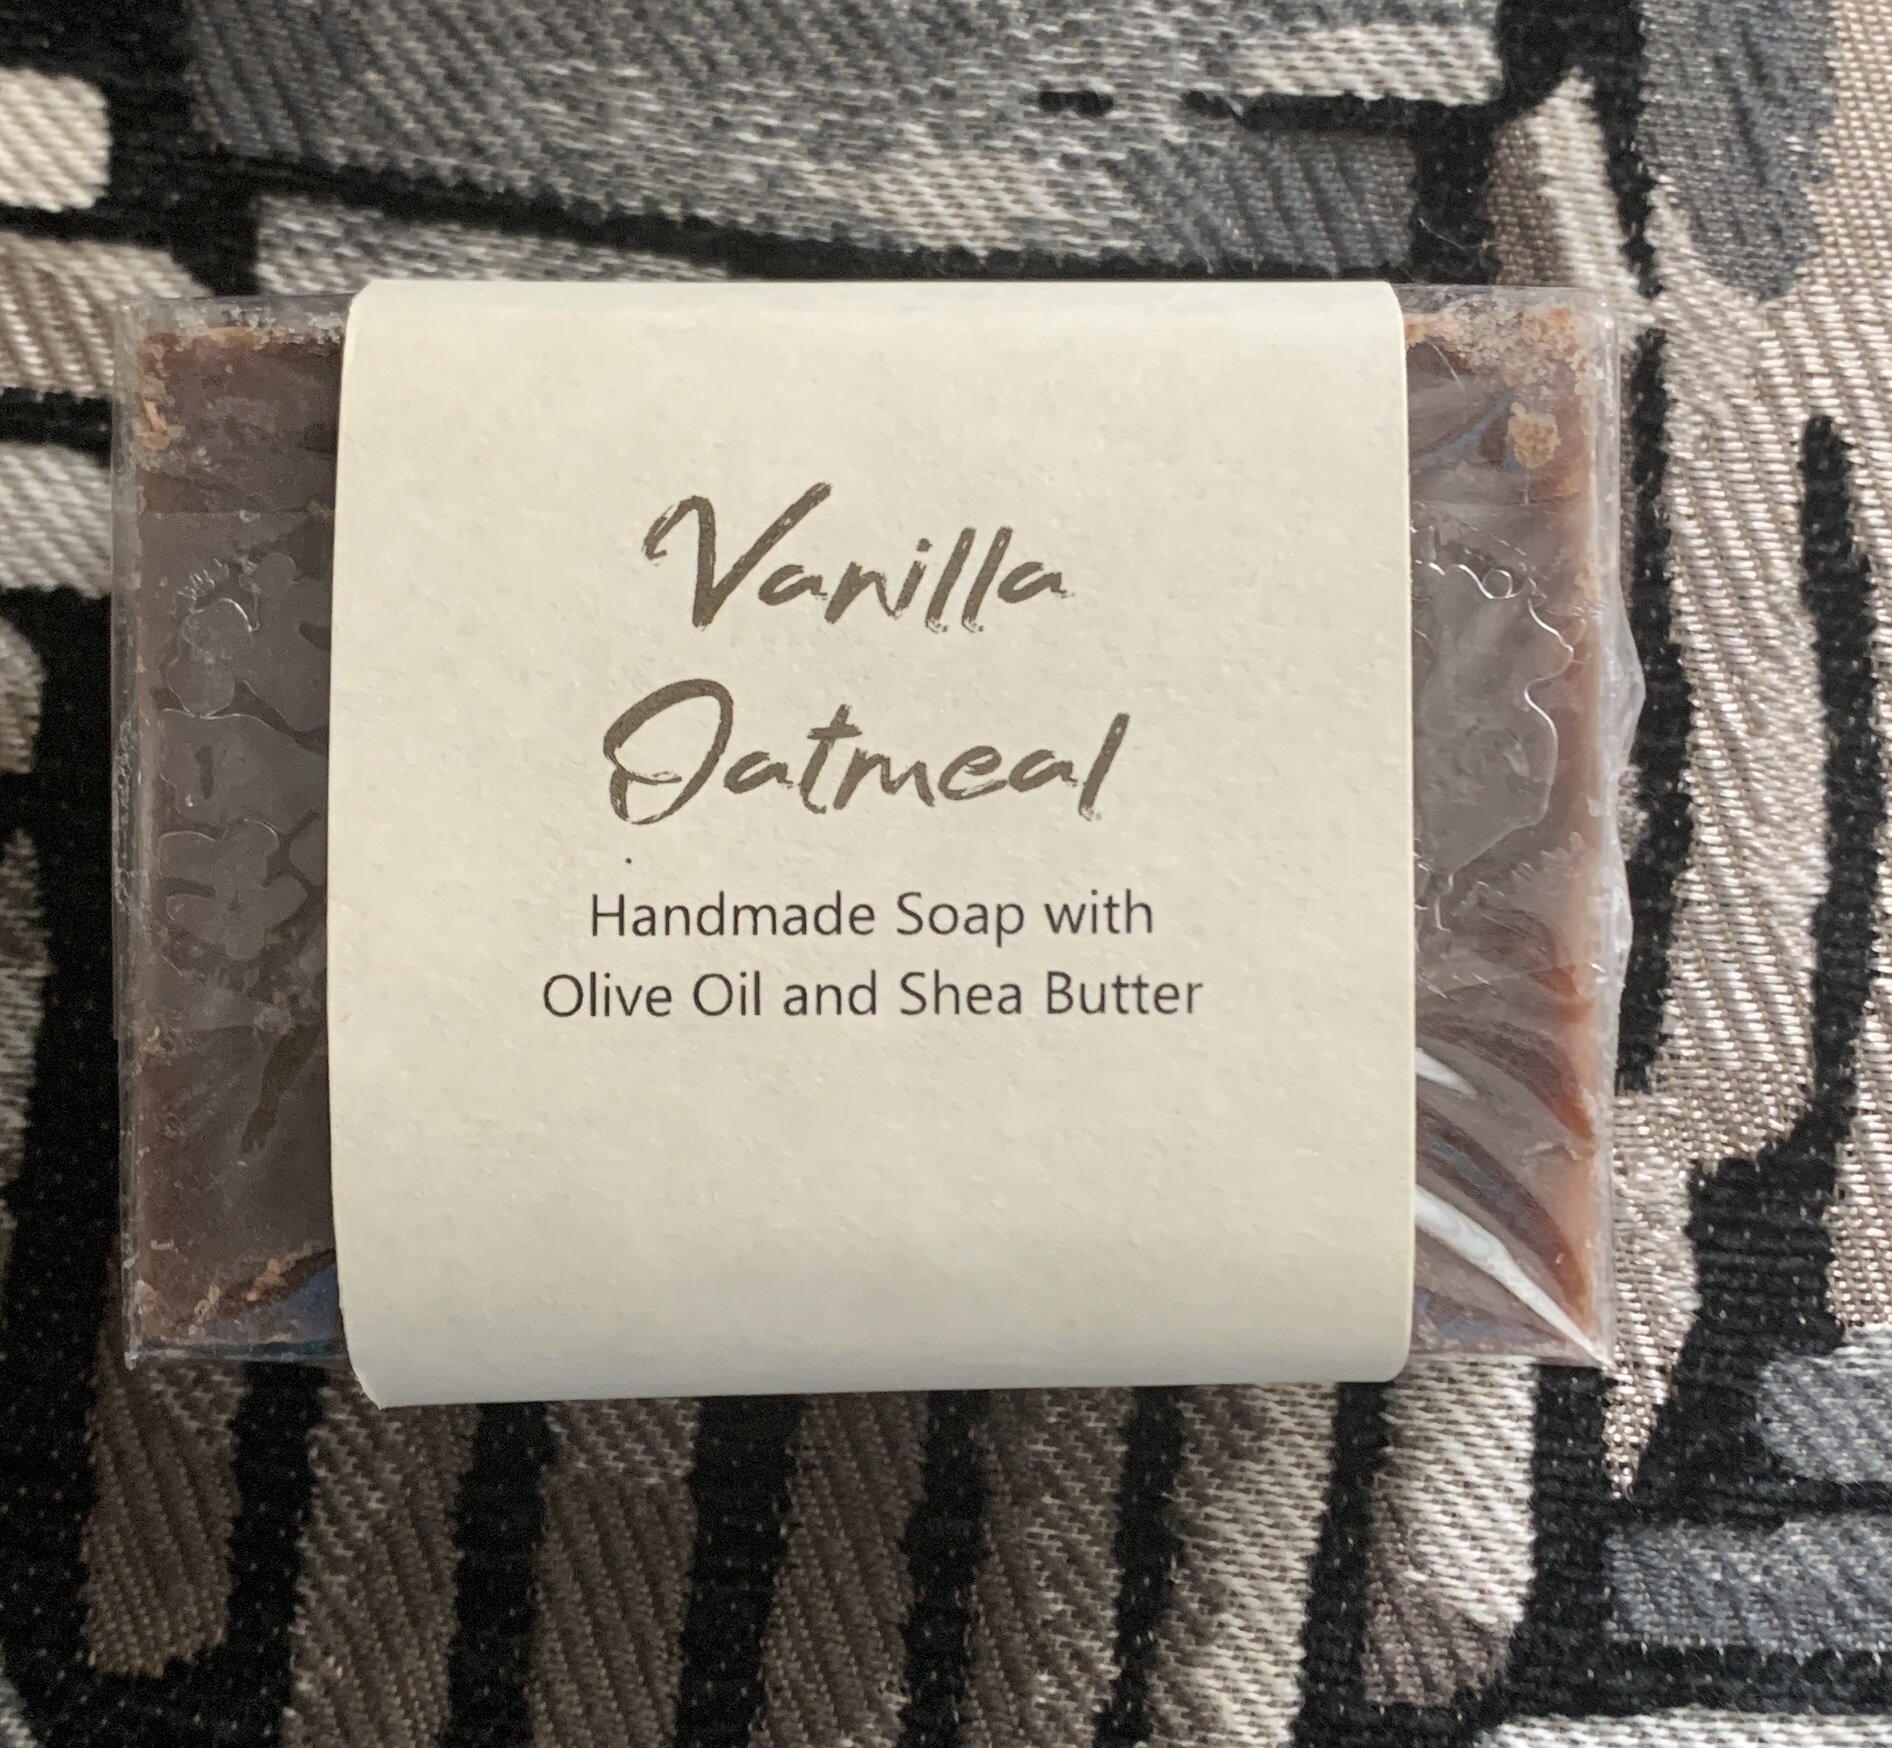 Vanilla
Oatmeal
Handmade Soap with
Olive Oil and Shea Butter